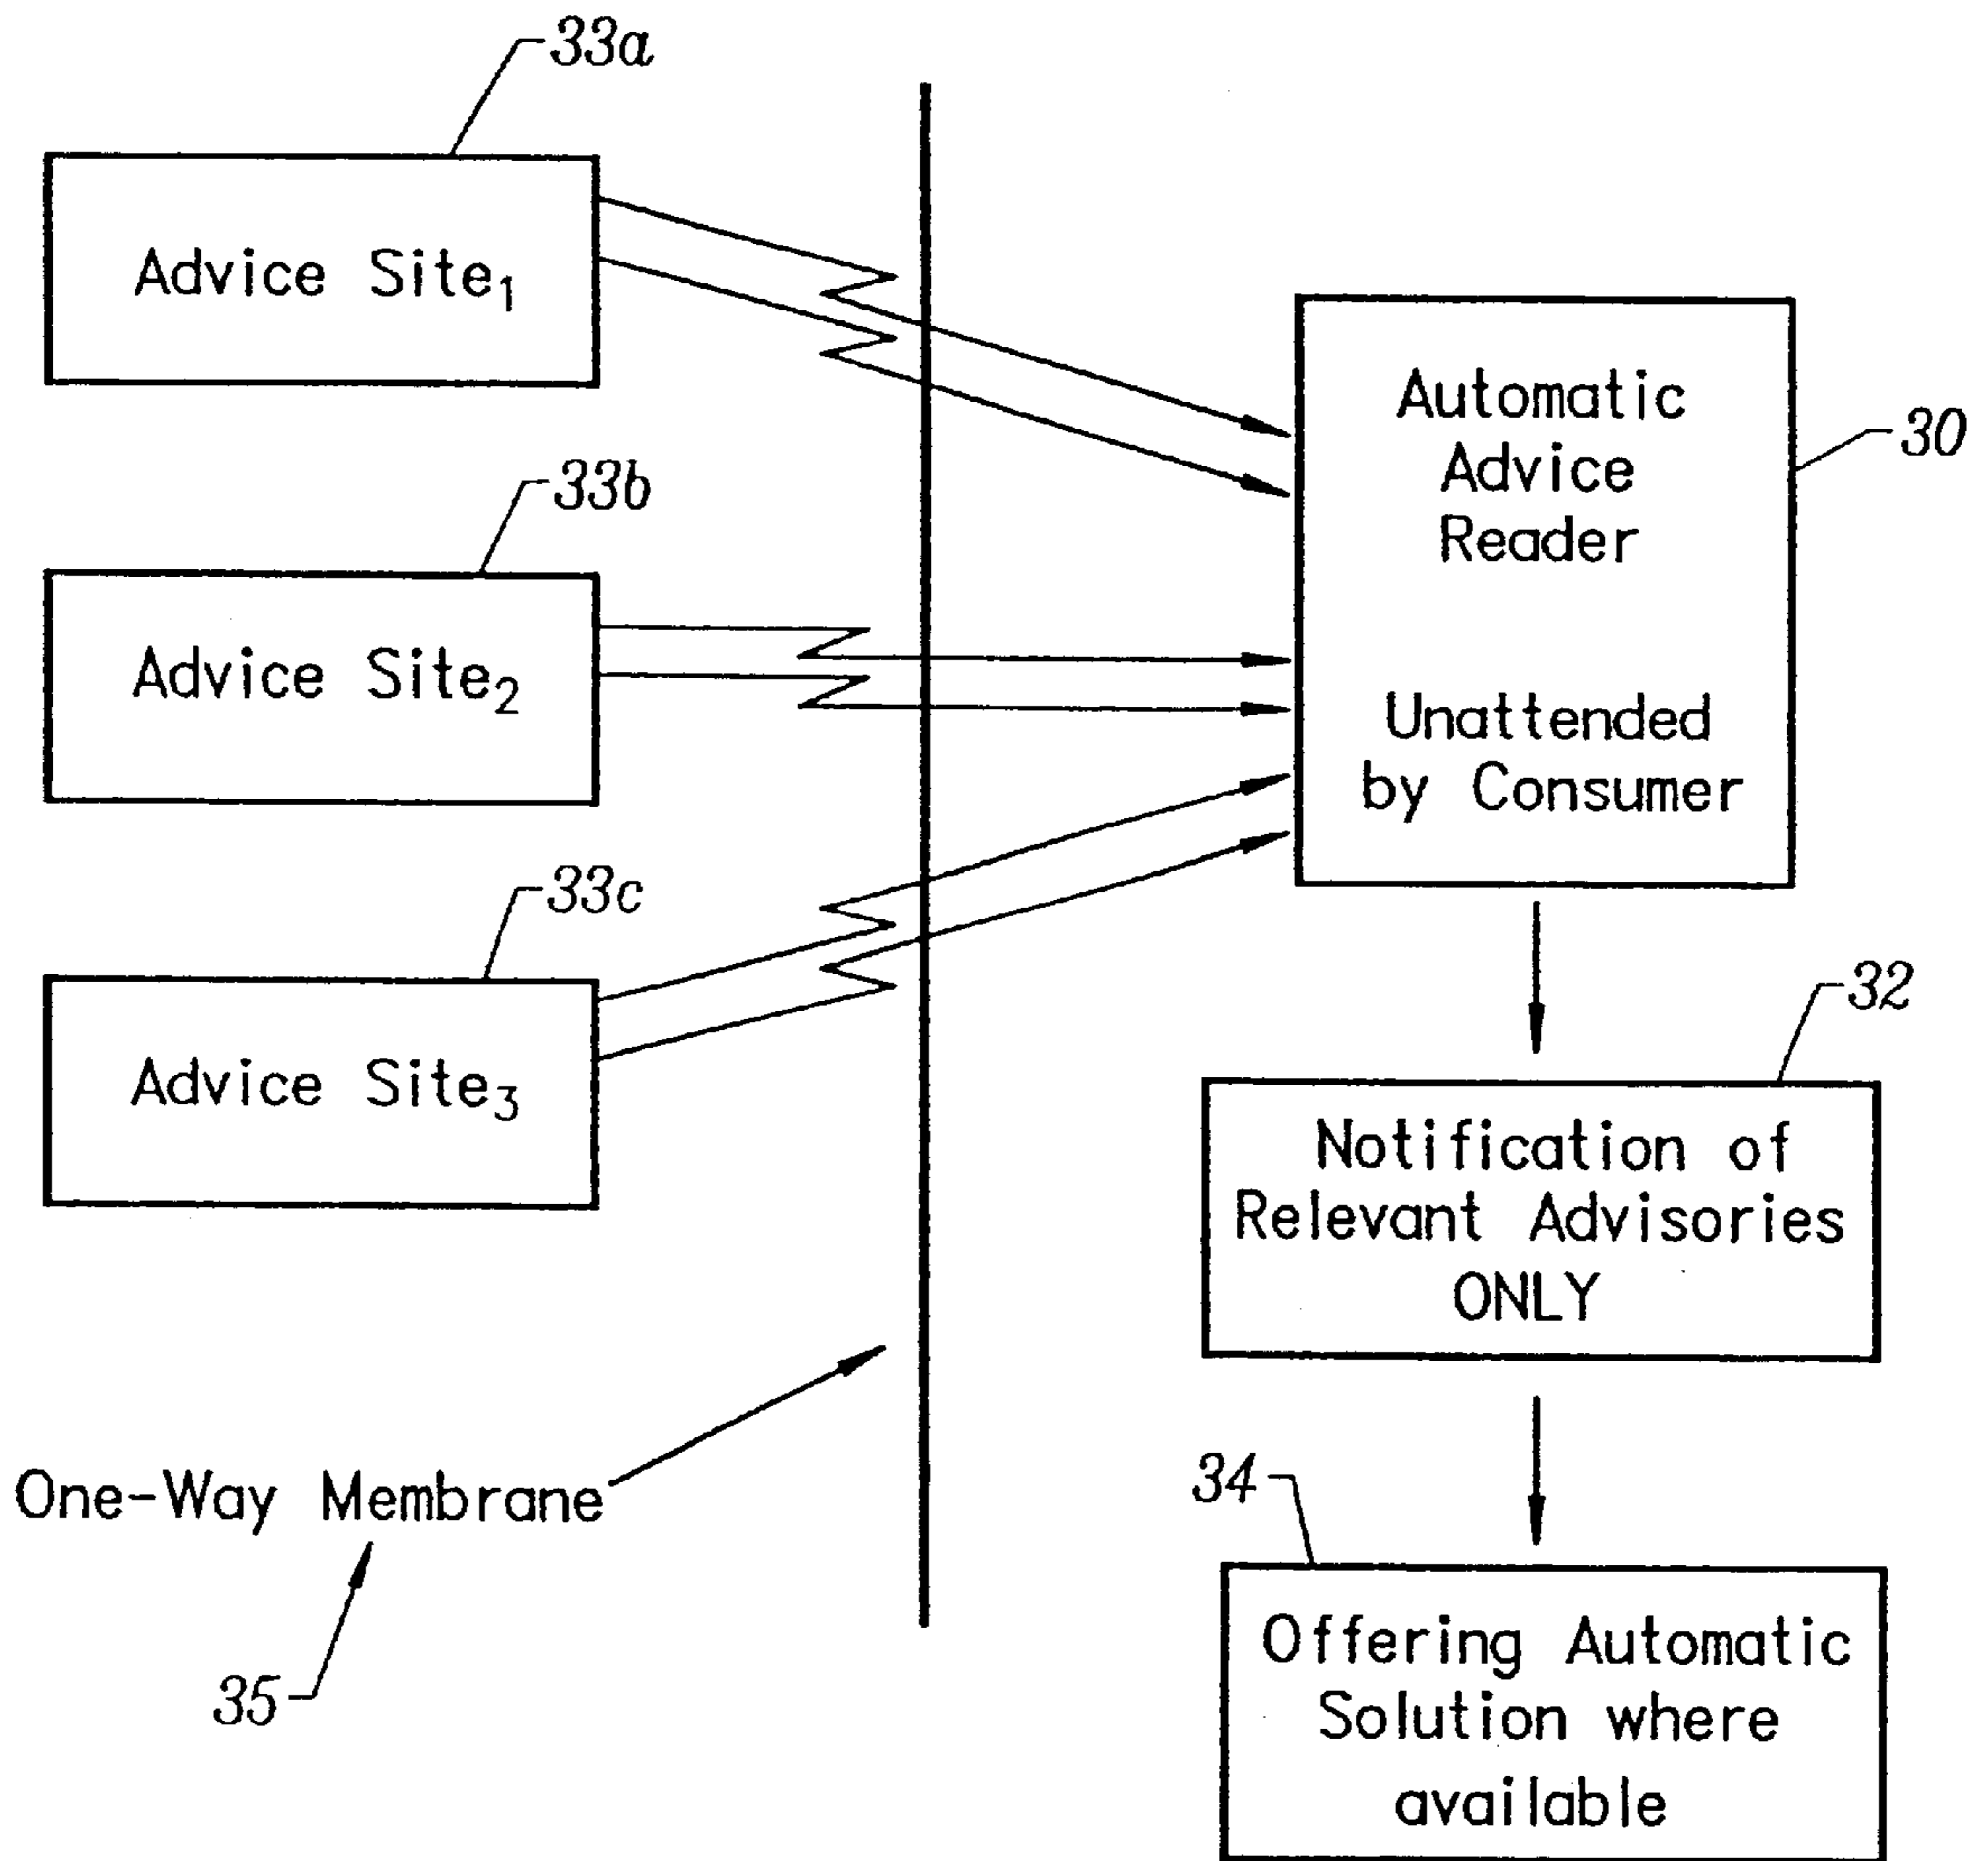 33a
Advice Site₁
33b
Advice Site₂
33c
Advice Site₃
One-Way Membrane
35
Automatic
Advice
Reader
Unattended
by Consumer
30
32
Notification of
Relevant Advisories
ONLY
34
Offering Automatic
Solution where
available